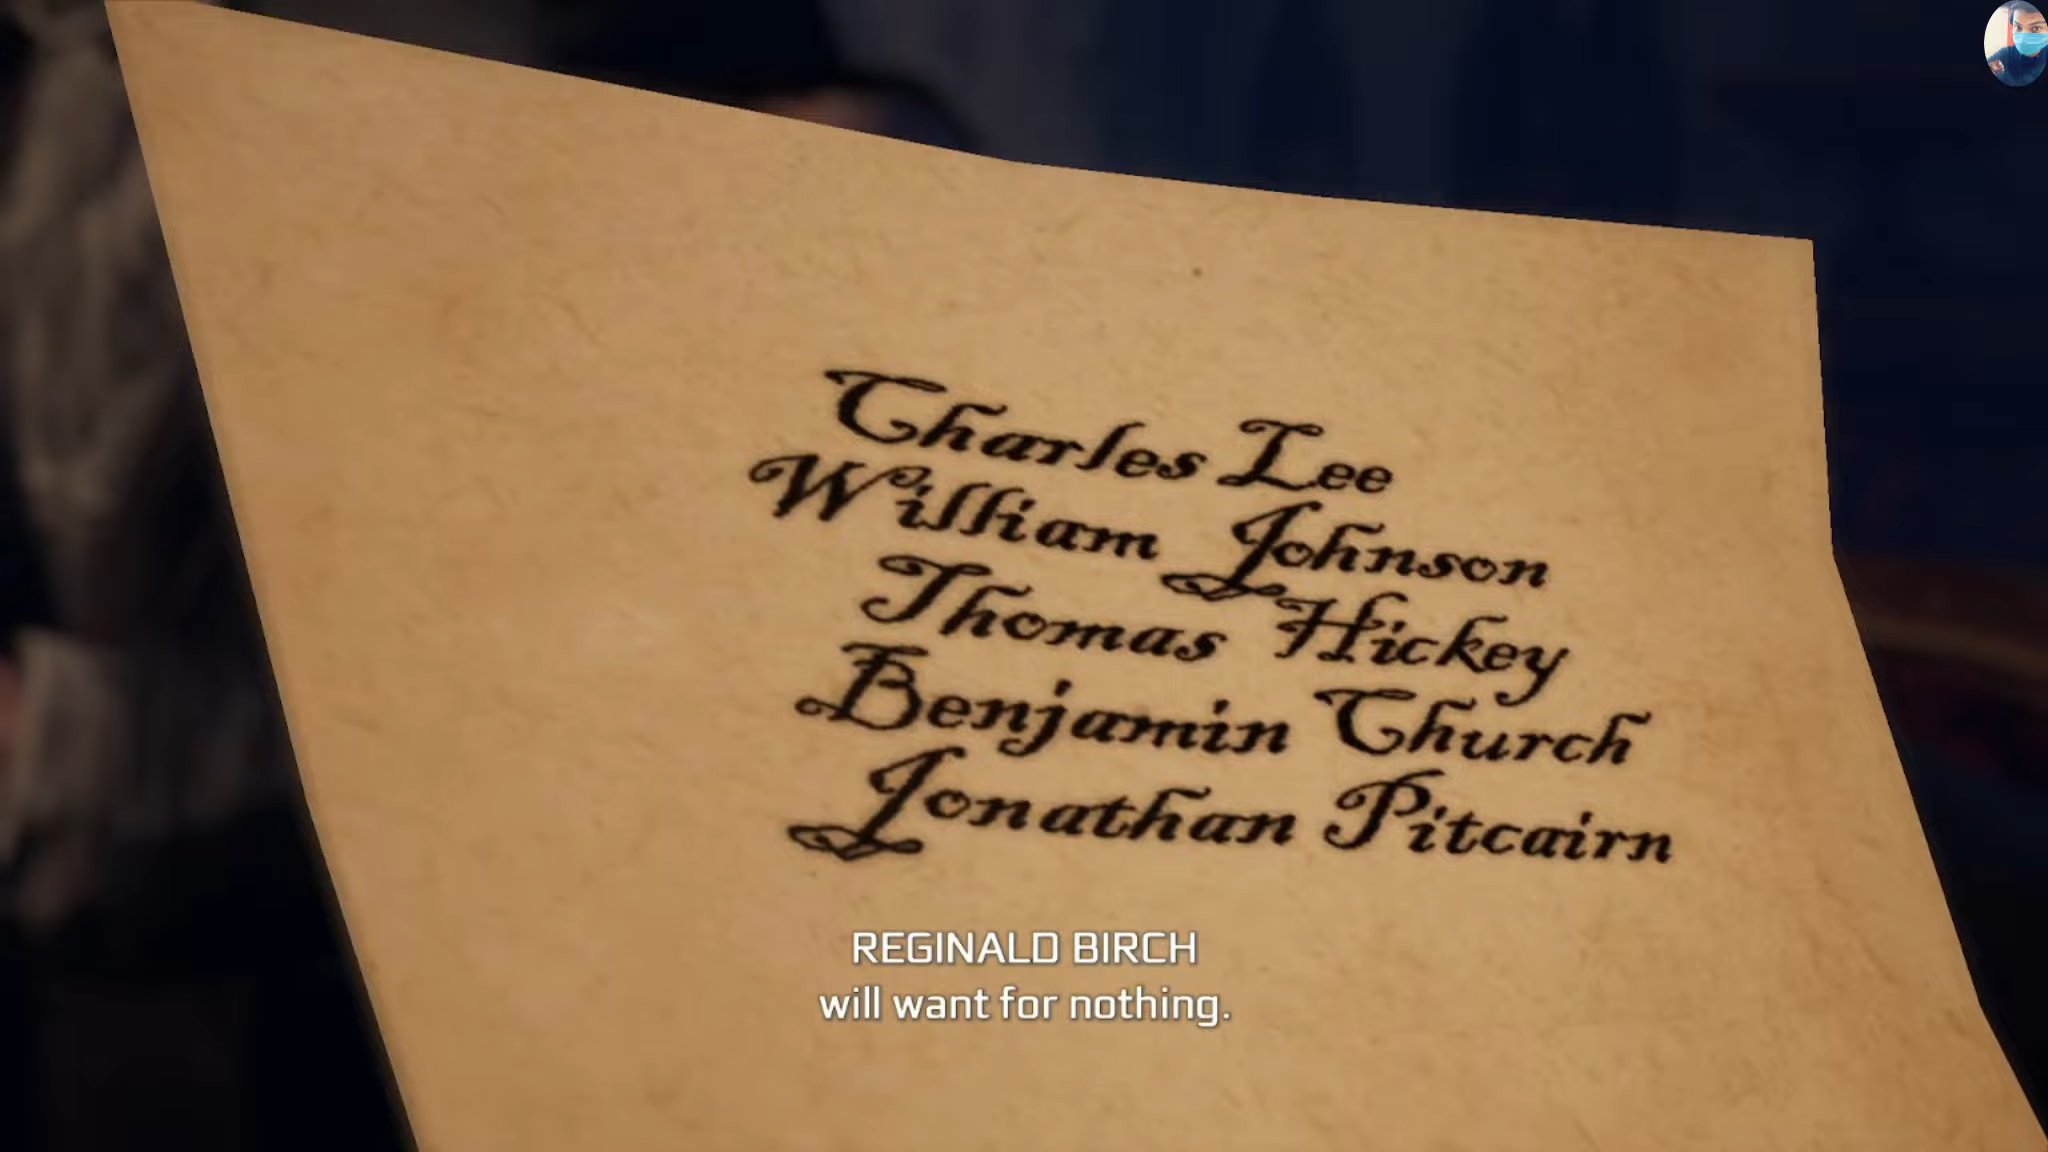 Charles Lee
William Johnson
Thomas Hickey
Benjamin Church
Jonathan Pitcairn
REGINALD BIRCH
will want for nothing.